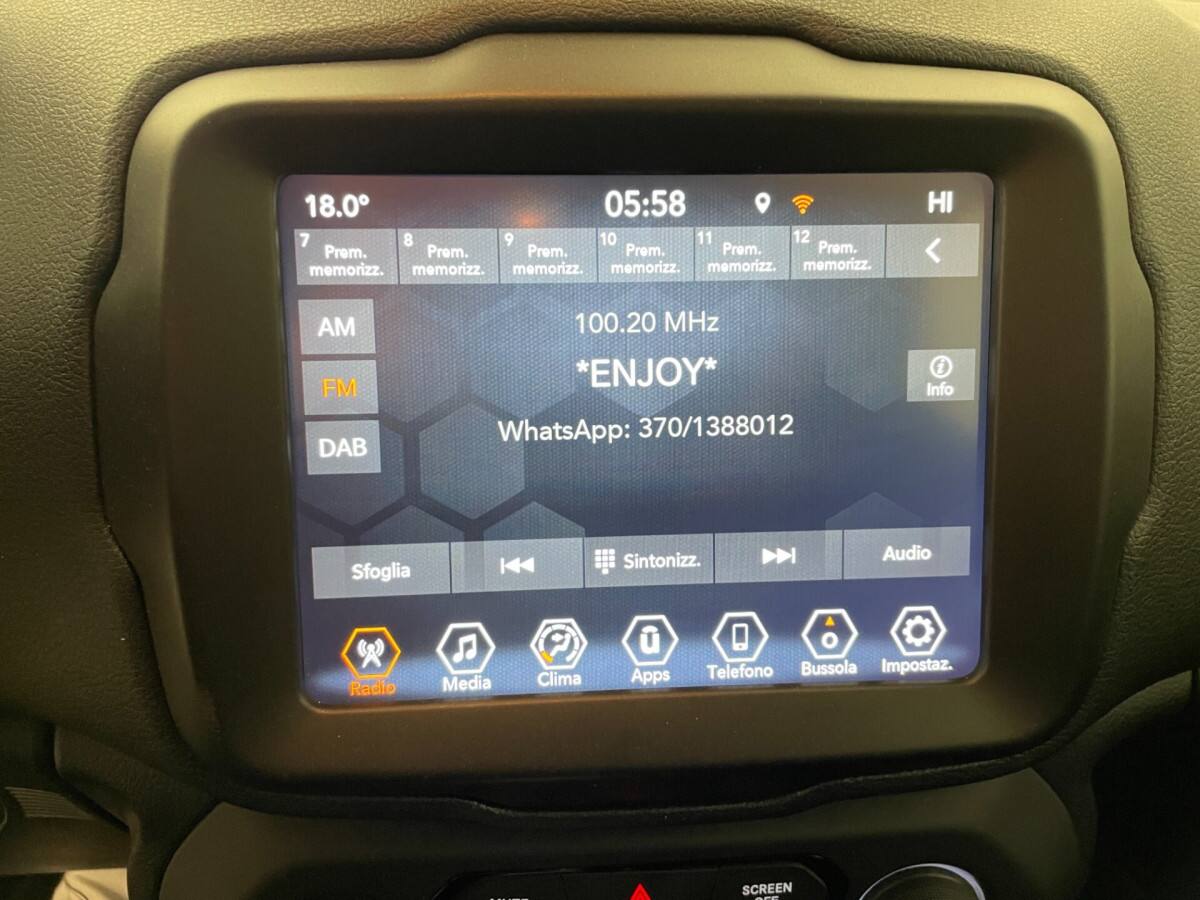 18.0° 05:58 HI
7 Prem. memorizz.
8 Prem. memorizz.
9 Prem. memorizz.
10 Prem. memorizz.
11 Prem. memorizz.
12 Prem. memorizz.
AM
100.20 MHz
*ENJOY*
FM
Info
WhatsApp: 370/1388012
DAB
Sfoglia Sintonizz. Audio
Radio Media Clima Apps Telefono Bussola Impostaz.
SCREEN